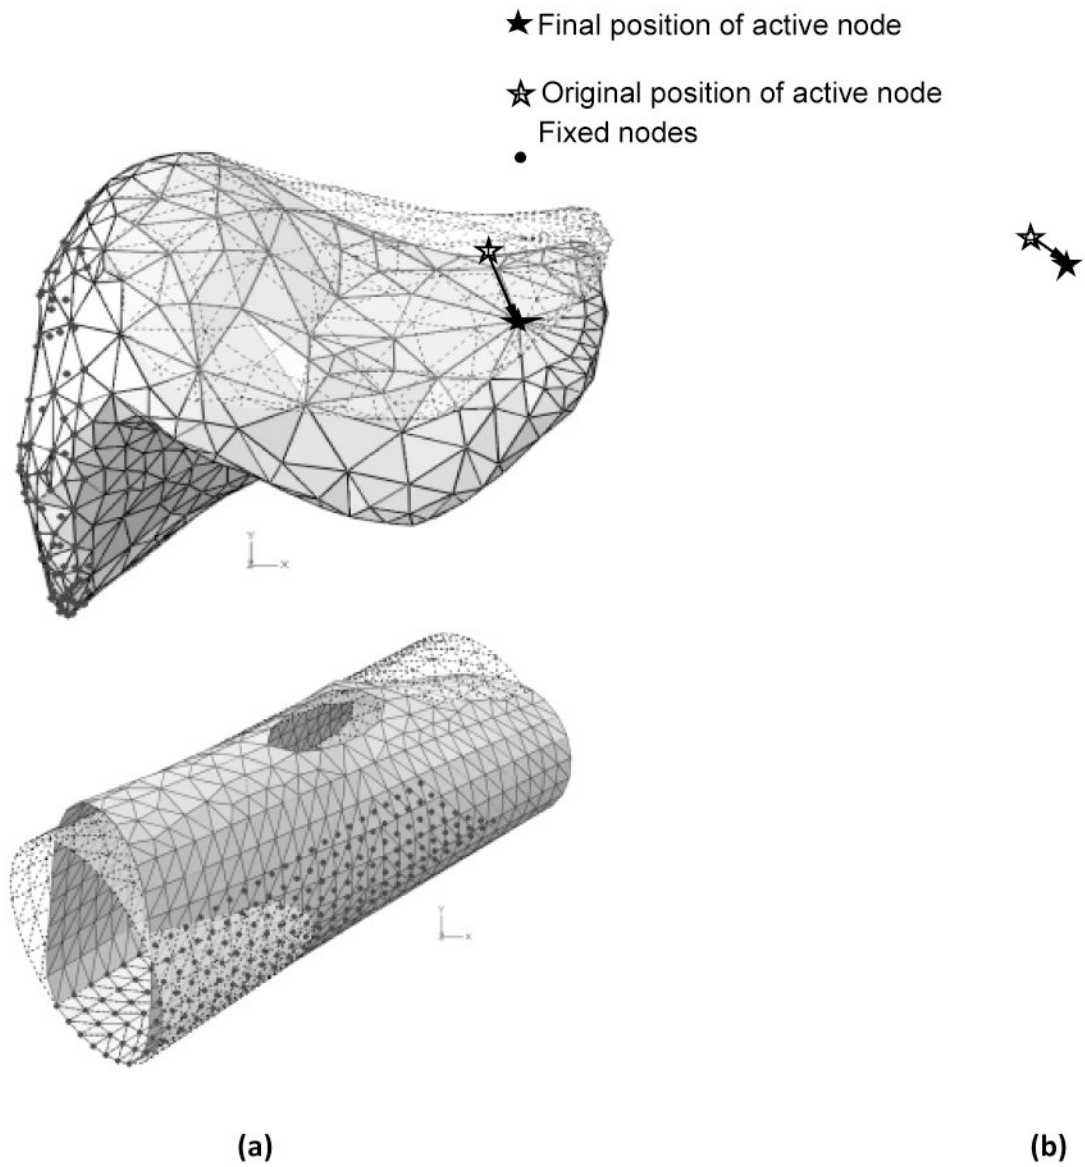 Final position of active node
Original position of active node
Fixed nodes
Y
Z X
Y
Z X
(a) (b)